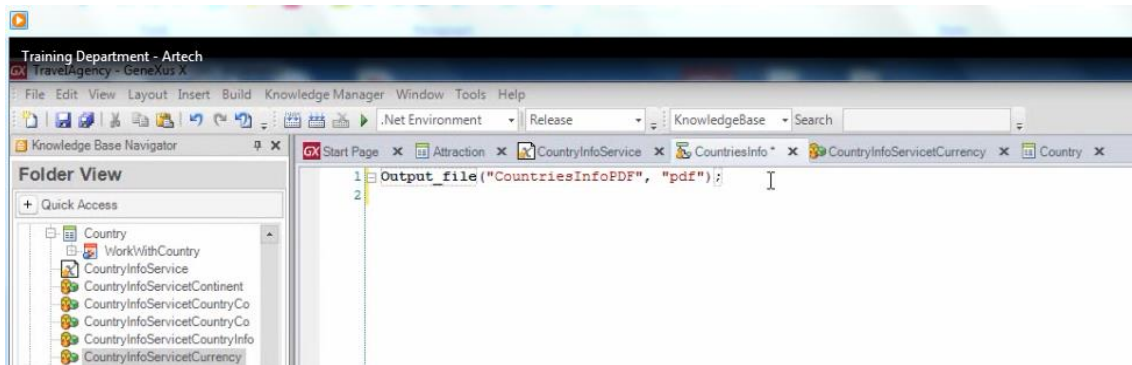 Training Department - Artech
TravelAgency - GeneXus X
File Edit View Layout Insert Build Knowledge Manager Window Tools Help
.Net Environment Release KnowledgeBase Search
Knowledge Base Navigator
Start Page Attraction CountryInfoService CountriesInfo* CountryInfoServicetCurrency Country
Folder View
1 Output_file("CountriesInfoPDF", "pdf");
2
+ Quick Access
Country
WorkWithCountry
CountryInfoService
CountryInfoServicetContinent
CountryInfoServicetCountryCo
CountryInfoServicetCountryCo
CountryInfoServicetCountryInfo
CountryInfoServicetCurrency